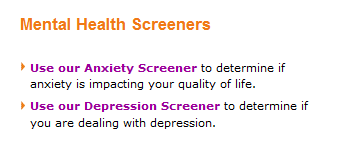 Mental Health Screeners
Use our Anxiety Screener to determine if
anxiety is impacting your quality of life.
Use our Depression Screener to determine if
you are dealing with depression.